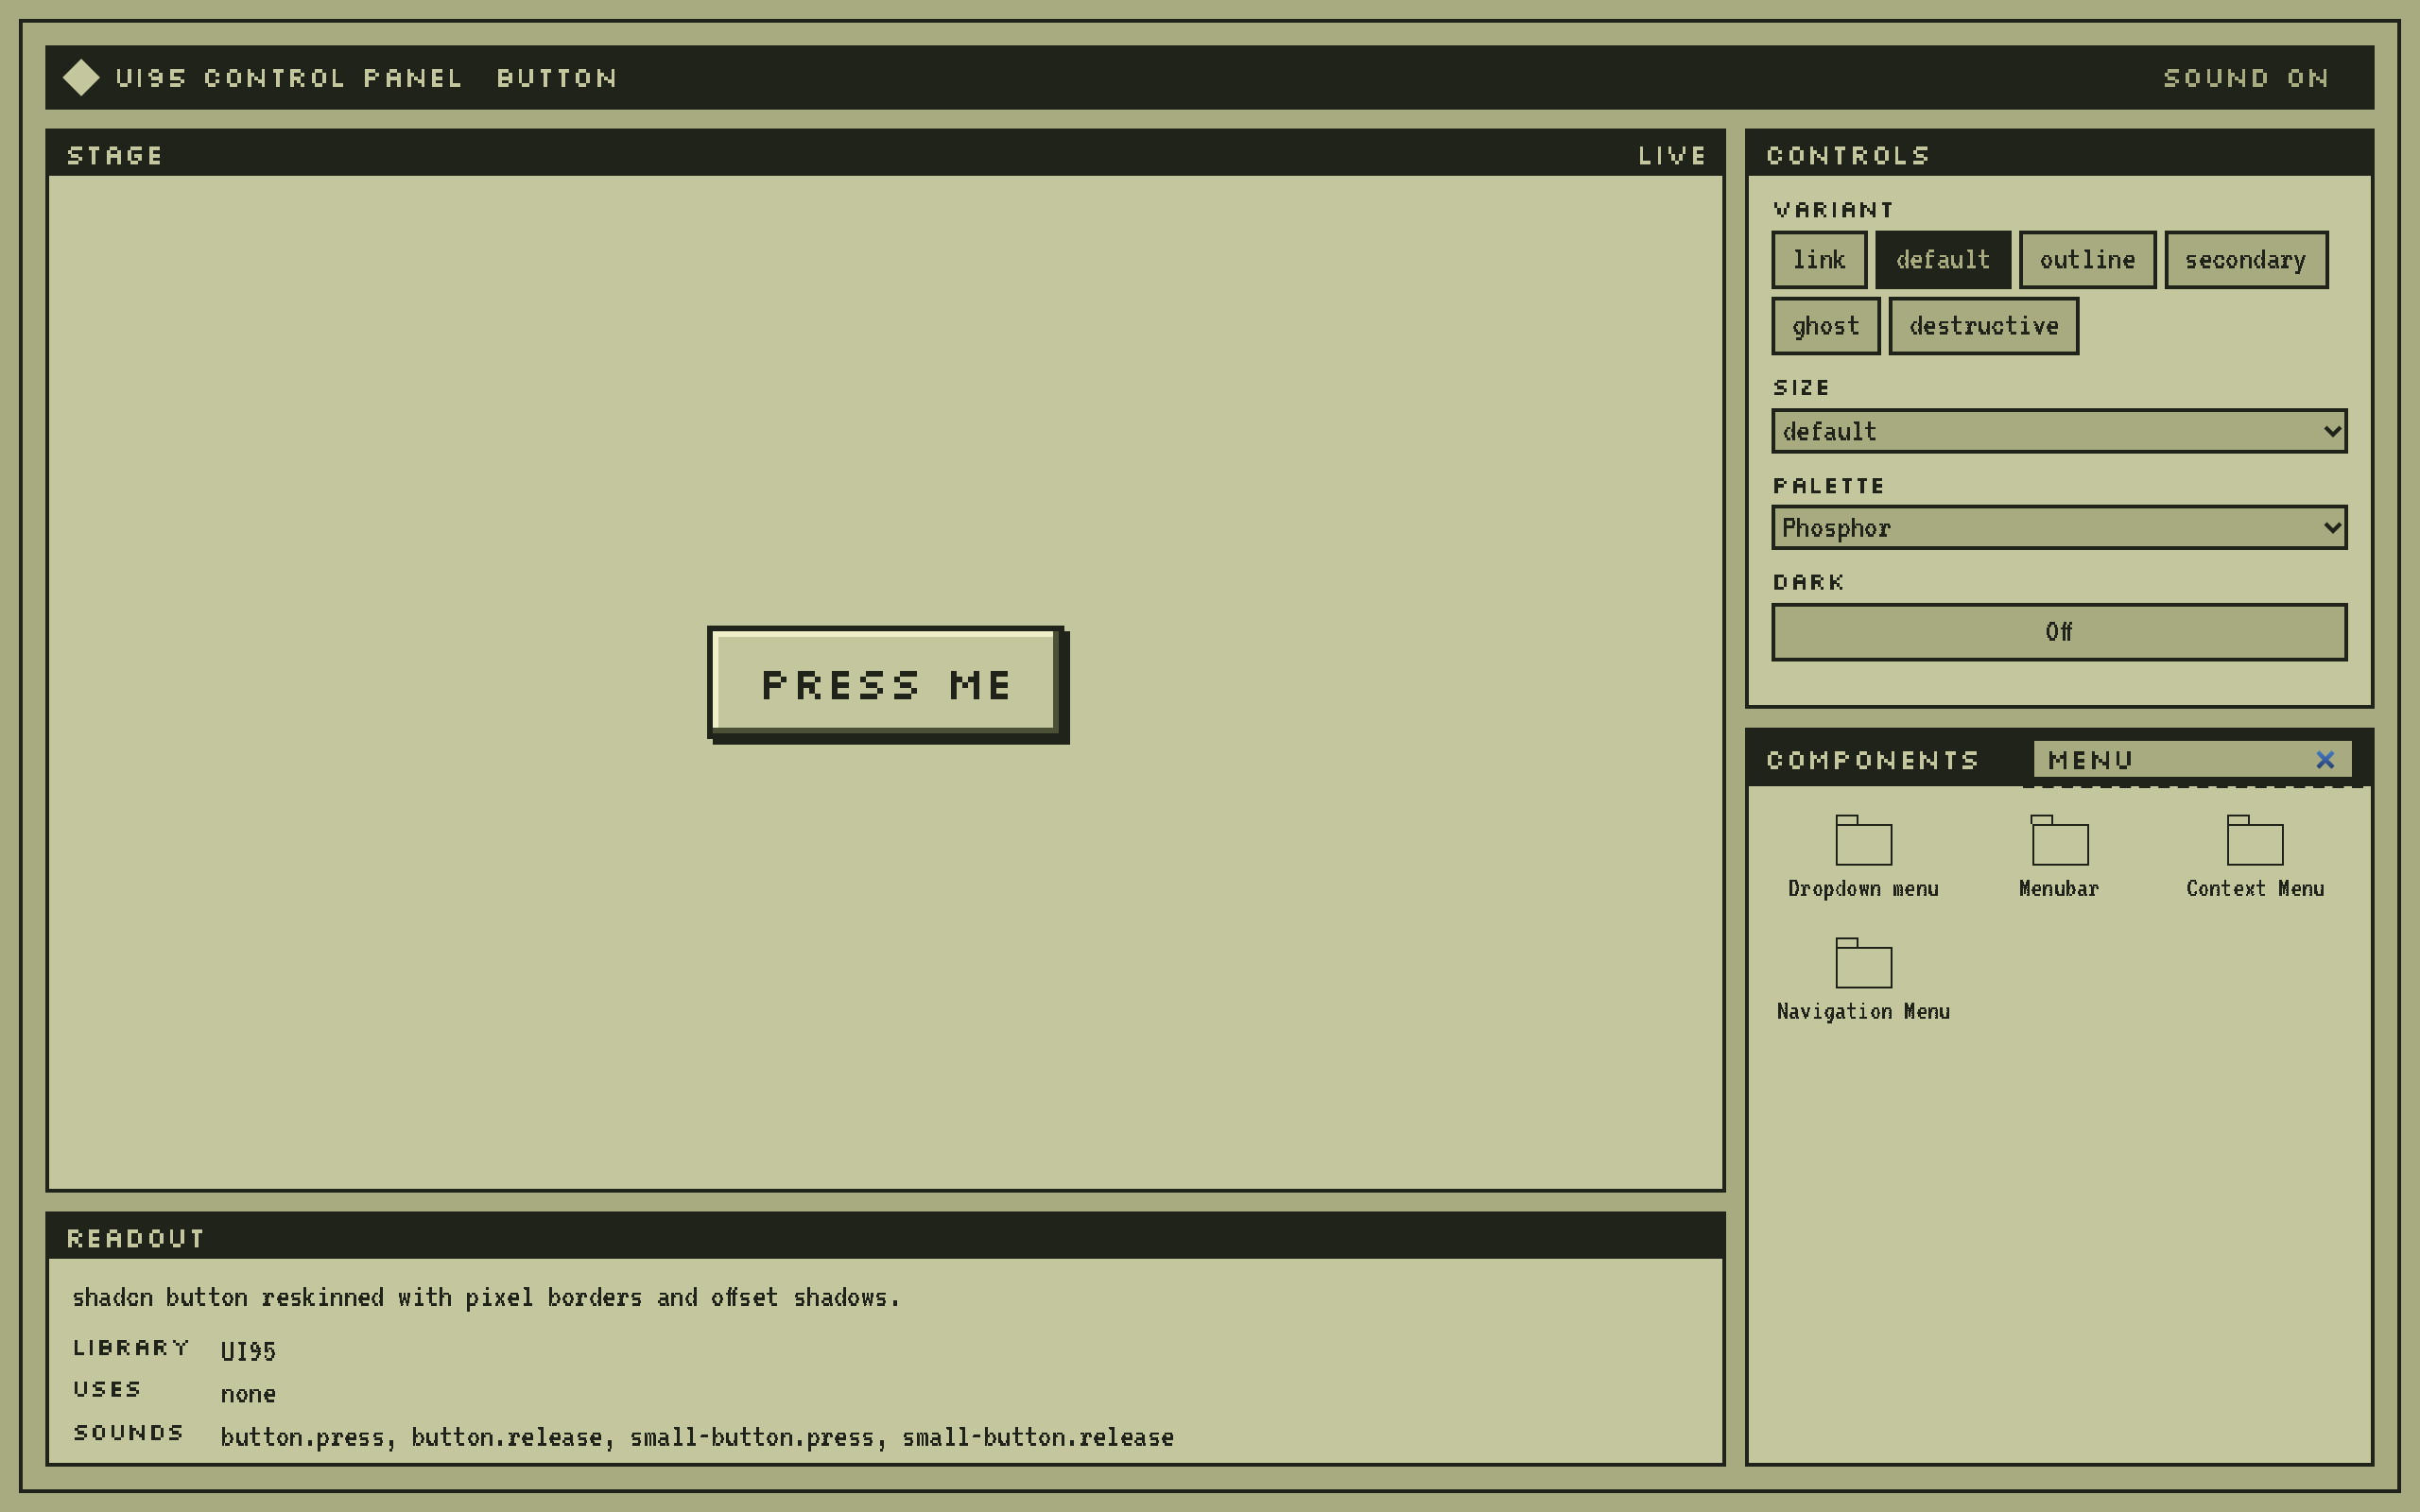 UI95 CONTROL PANEL BUTTON
SOUND ON
STAGE
LIVE
PRESS ME
READOUT
shadcn button reskinned with pixel borders and offset shadows.
LIBRARY UI95
USES none
SOUNDS button.press, button.release, small-button.press, small-button.release
CONTROLS
VARIANT
link default outline secondary
ghost destructive
SIZE
default
PALETTE
Phosphor
DARK
Off
COMPONENTS MENU
Dropdown menu Menubar Context Menu
Navigation Menu